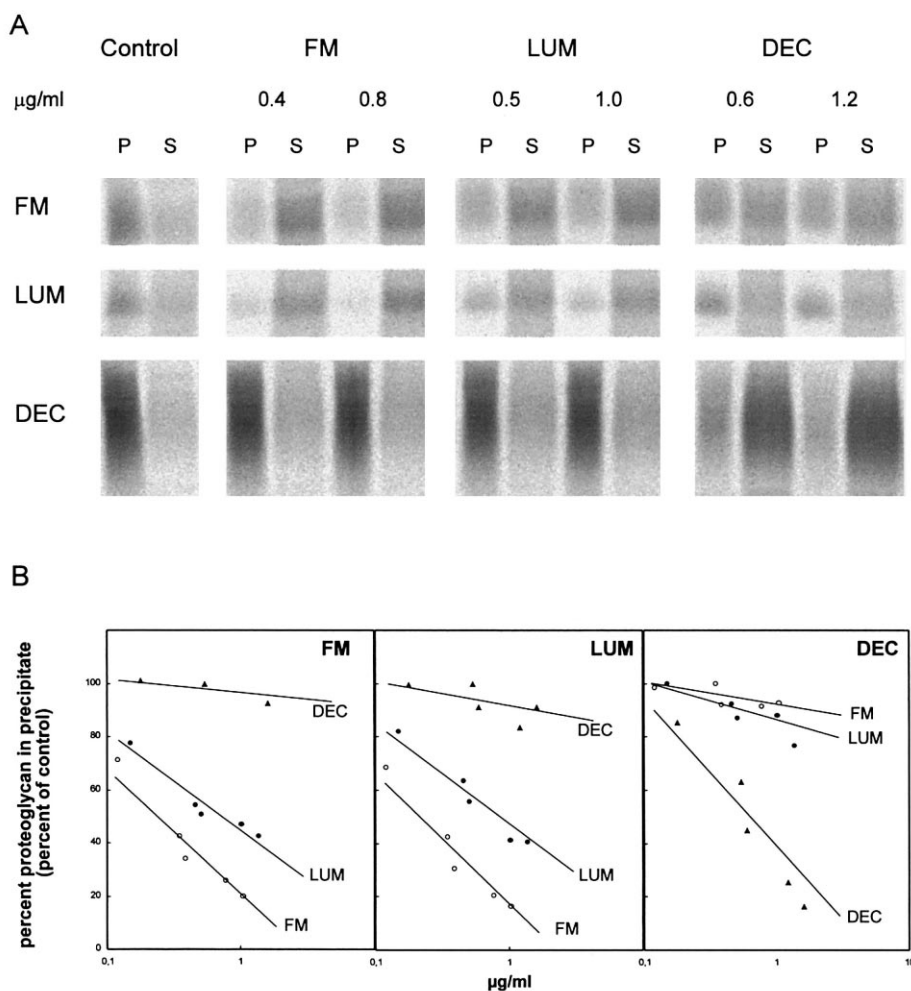 A
Control FM LUM DEC
µg/ml 0.4 0.8 0.5 1.0 0.6 1.2
P S P S P S P S P S P S P S
FM
LUM
DEC
B
percent proteoglycan in precipitate
(percent of control)
100
80
60
40
20
0
FM
DEC
LUM
FM
LUM
DEC
LUM
FM
DEC
FM
LUM
DEC
0,1 1 0,1 1 0,1 1 10
µg/ml